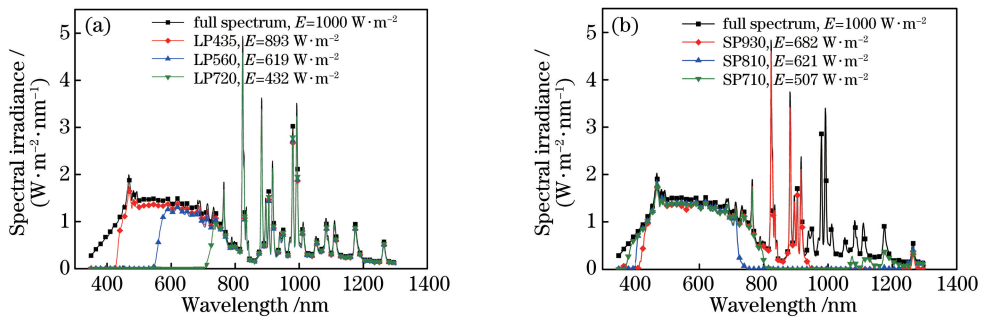 (a)
full spectrum, E=1000 W·m⁻²
LP435, E=893 W·m⁻²
LP560, E=619 W·m⁻²
LP720, E=432 W·m⁻²
Spectral irradiance /
(W·m⁻²·nm⁻¹)
5
4
3
2
1
0
400 600 800 1000 1200 1400
Wavelength /nm
(b)
full spectrum, E=1000 W·m⁻²
SP930, E=682 W·m⁻²
SP810, E=621 W·m⁻²
SP710, E=507 W·m⁻²
Spectral irradiance /
(W·m⁻²·nm⁻¹)
5
4
3
2
1
0
400 600 800 1000 1200 1400
Wavelength /nm